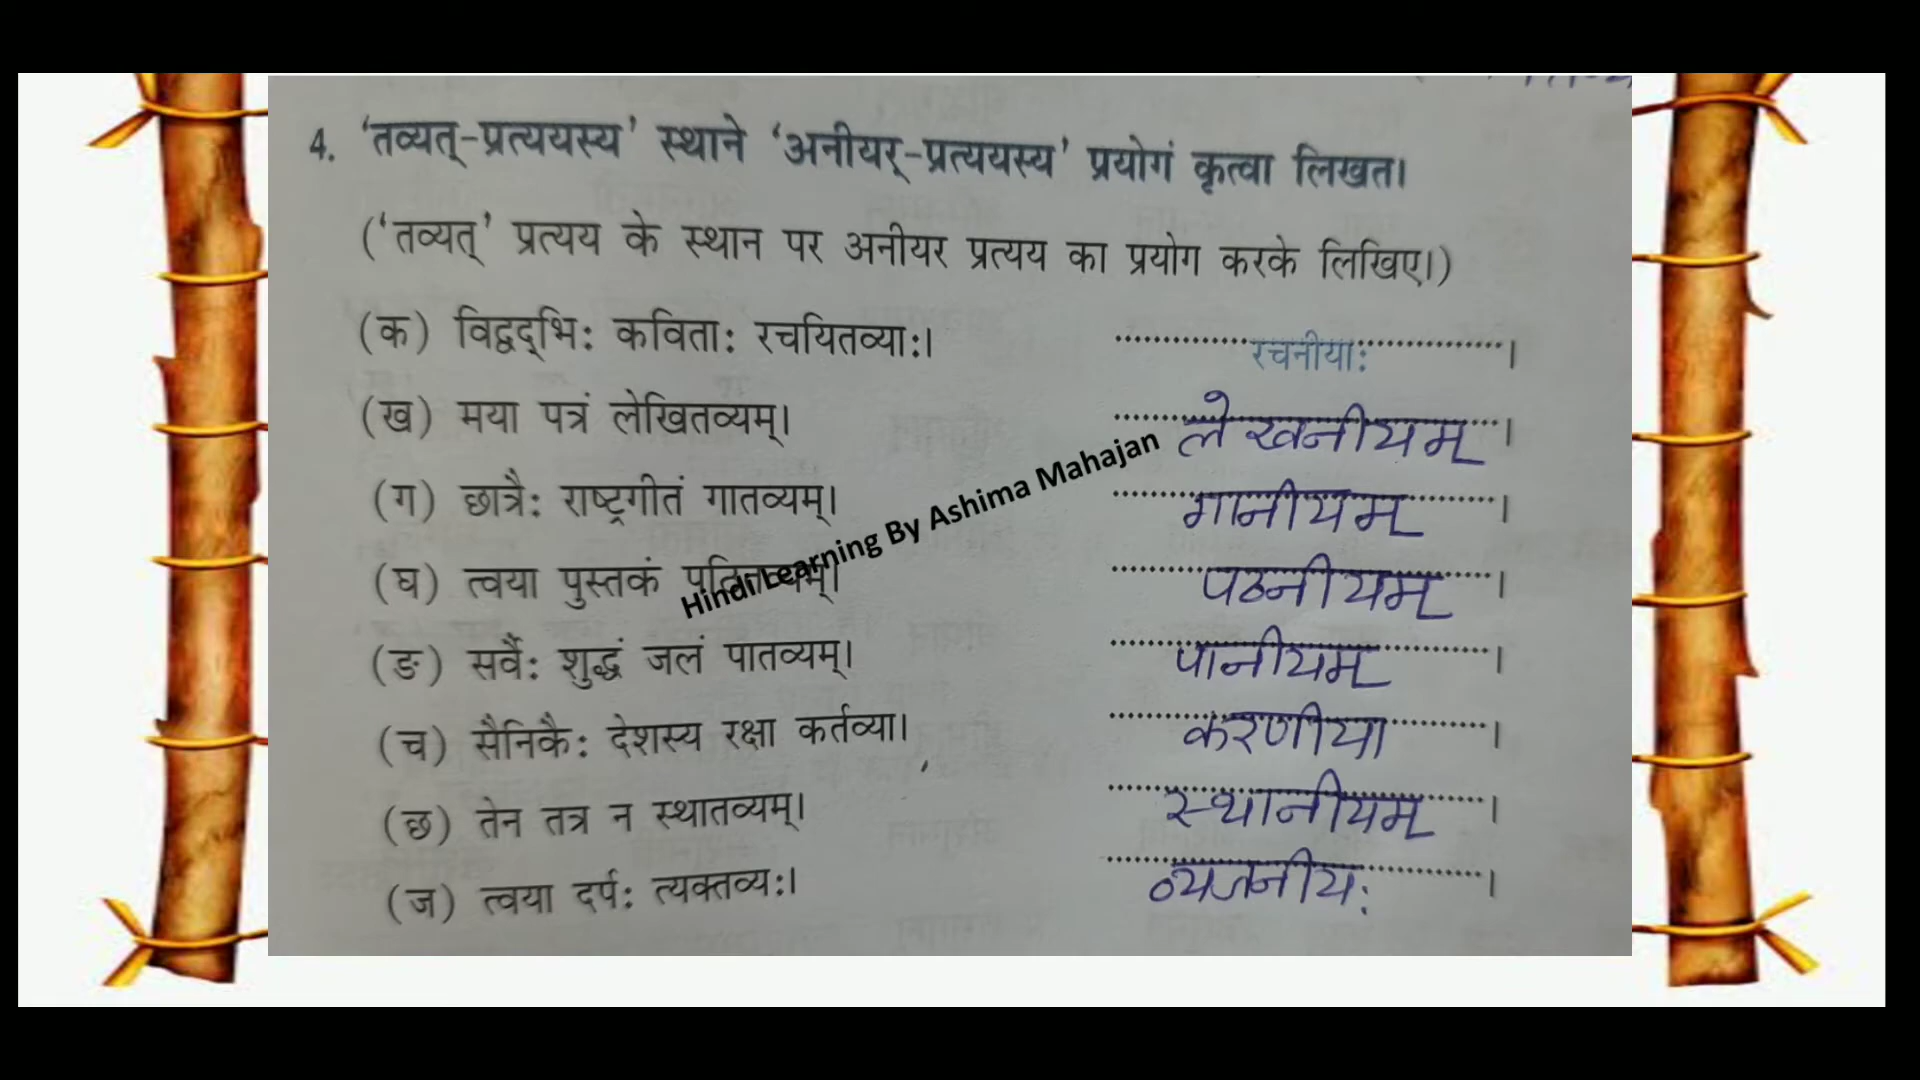 4. 'तव्यत्-प्रत्ययस्य' स्थाने 'अनीयर्-प्रत्ययस्य' प्रयोगं कृत्वा लिखत।
('तव्यत्' प्रत्यय के स्थान पर अनीयर प्रत्यय का प्रयोग करके लिखिए।)
(क) विद्वद्भिः कविताः रचयितव्याः। रचनीयाः ।
(ख) मया पत्रं लेखितव्यम्। लेखनीयम् ।
(ग) छात्रैः राष्ट्रगीतं गातव्यम्। गानीयम् ।
(घ) त्वया पुस्तकं पठनीयम् ।
(ङ) सर्वैः शुद्धं जलं पातव्यम्। पानीयम् ।
(च) सैनिकैः देशस्य रक्षा कर्तव्या। करणीया ।
(छ) तेन तत्र न स्थातव्यम्। स्थानीयम् ।
(ज) त्वया दर्पः त्यक्तव्यः। व्यजनीयः ।
Hindi Learning By Ashima Mahajan